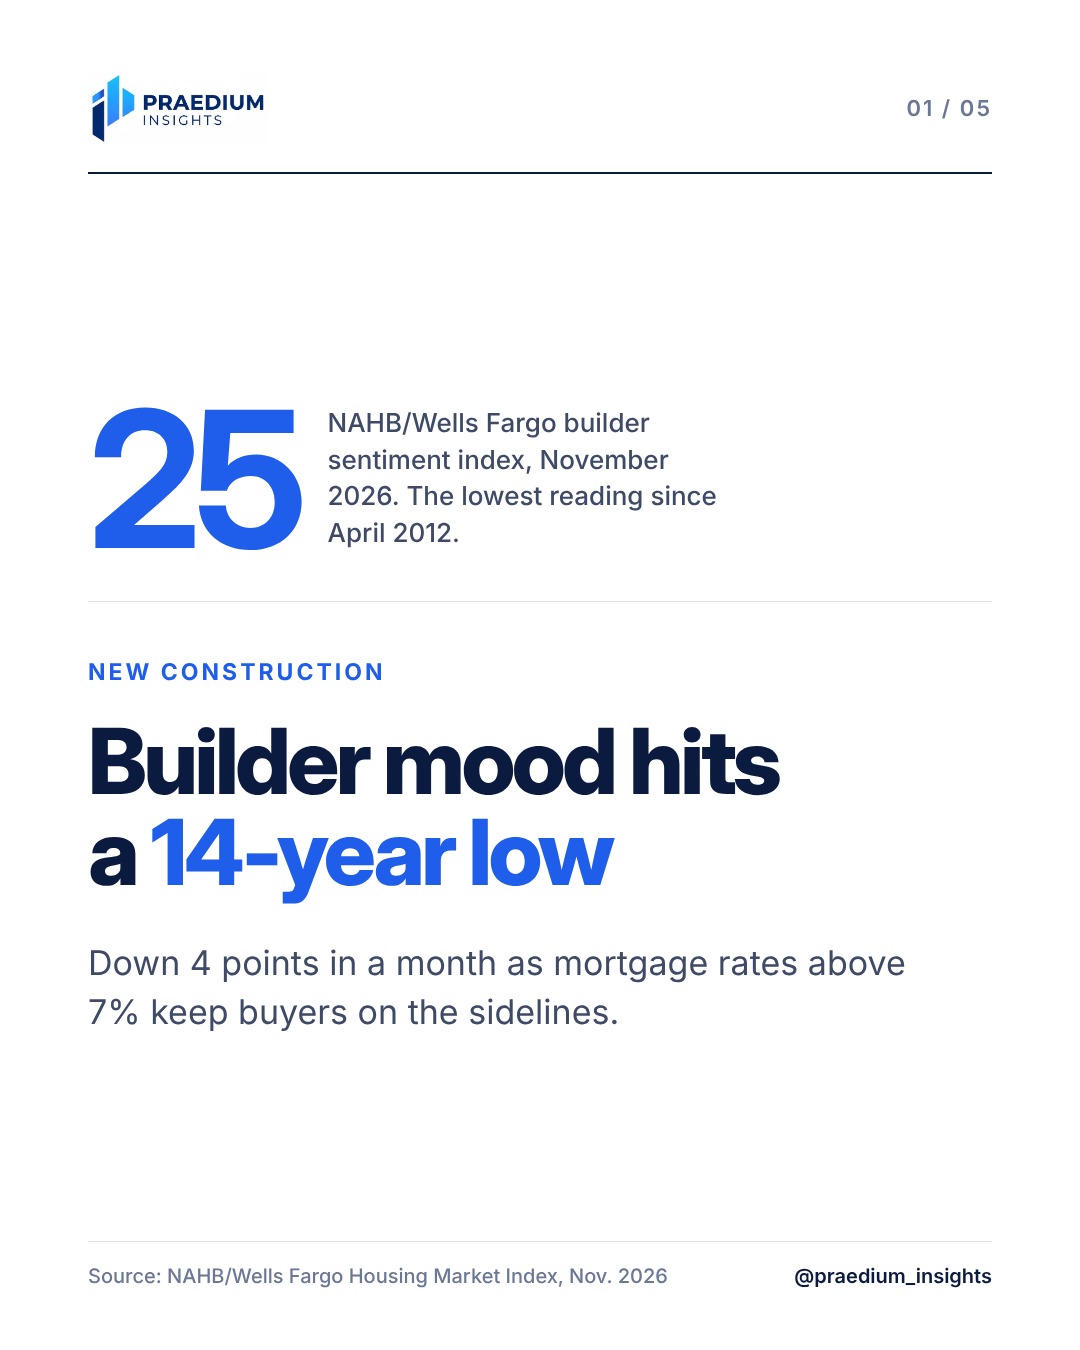 PRAEDIUM
INSIGHTS
01 / 05
25
NAHB/Wells Fargo builder
sentiment index, November
2026. The lowest reading since
April 2012.
NEW CONSTRUCTION
Builder mood hits
a 14-year low
Down 4 points in a month as mortgage rates above
7% keep buyers on the sidelines.
Source: NAHB/Wells Fargo Housing Market Index, Nov. 2026
@praedium_insights